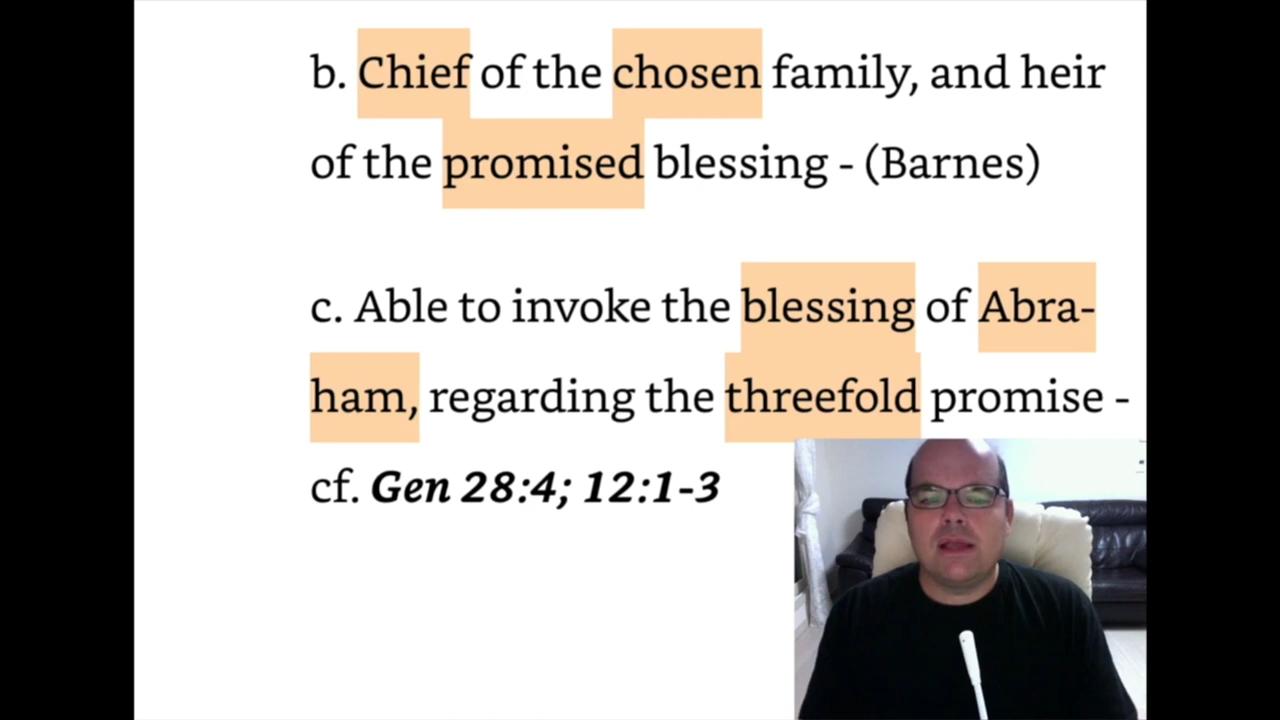 b. Chief of the chosen family, and heir
of the promised blessing - (Barnes)
c. Able to invoke the blessing of Abra-
ham, regarding the threefold promise -
cf. Gen 28:4; 12:1-3